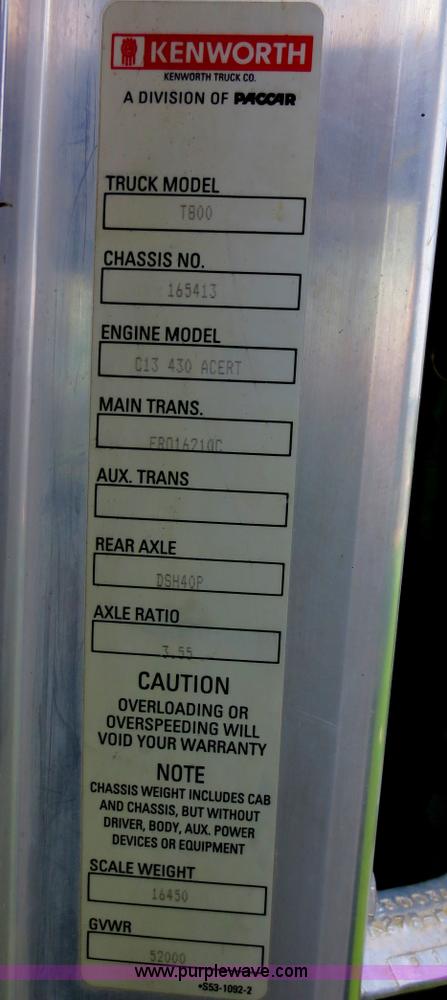 KENWORTH
KENWORTH TRUCK CO.
A DIVISION OF PACCAR
TRUCK MODEL
T800
CHASSIS NO.
165413
ENGINE MODEL
C13 430 ACERT
MAIN TRANS.
FRO16210C
AUX. TRANS
REAR AXLE
DSH40P
AXLE RATIO
3.55
CAUTION
OVERLOADING OR
OVERSPEEDING WILL
VOID YOUR WARRANTY
NOTE
CHASSIS WEIGHT INCLUDES CAB
AND CHASSIS, BUT WITHOUT
DRIVER, BODY, AUX. POWER
DEVICES OR EQUIPMENT
SCALE WEIGHT
16450
GVWR
52000
www.purplewave.com
•S53-1092-2